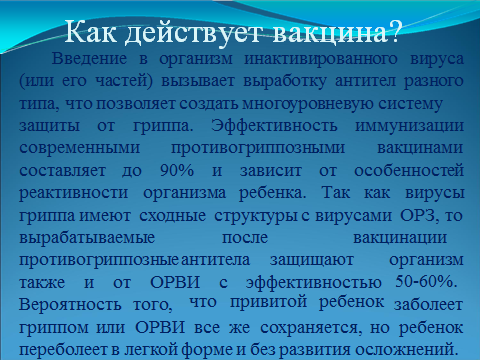 Как действует вакцина?
Введение в организм инактивированного вируса
(или его частей) вызывает выработку антител разного
типа, что позволяет создать многоуровневую систему
защиты от гриппа. Эффективность иммунизации
современными противогриппозными вакцинами
составляет до 90% и зависит от особенностей
реактивности организма ребенка. Так как вирусы
гриппа имеют сходные структуры с вирусами ОРЗ, то
вырабатываемые после вакцинации
противогриппозные антитела защищают организм
также и от ОРВИ с эффективностью 50-60%.
Вероятность того, что привитой ребенок заболеет
гриппом или ОРВИ все же сохраняется, но ребенок
переболеет в легкой форме и без развития осложнений.